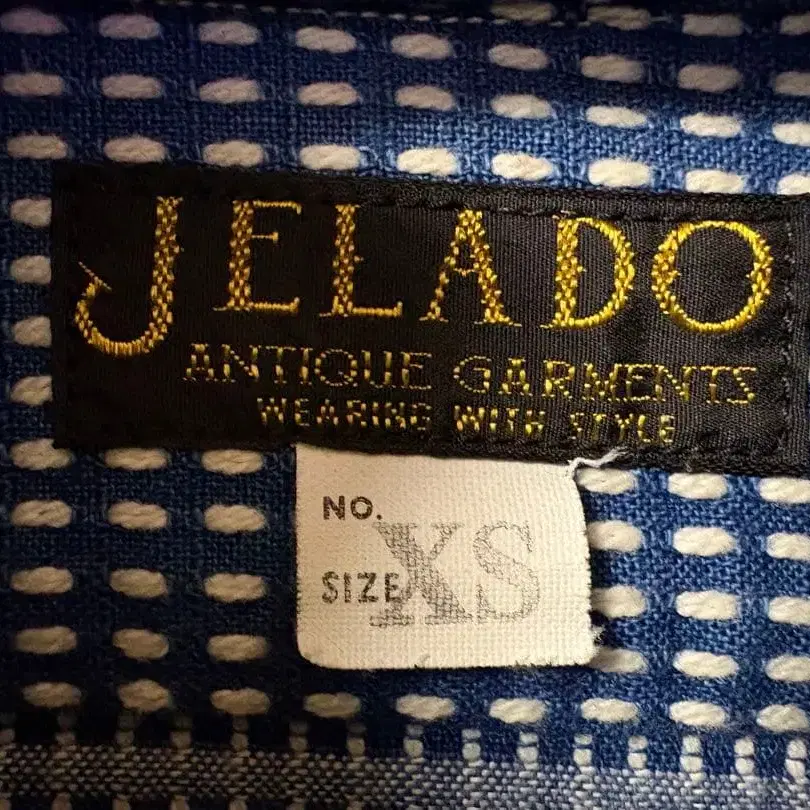 JELADO
ANTIQUE GARMENTS
WEARING WITH STYLE
NO.
SIZE XS